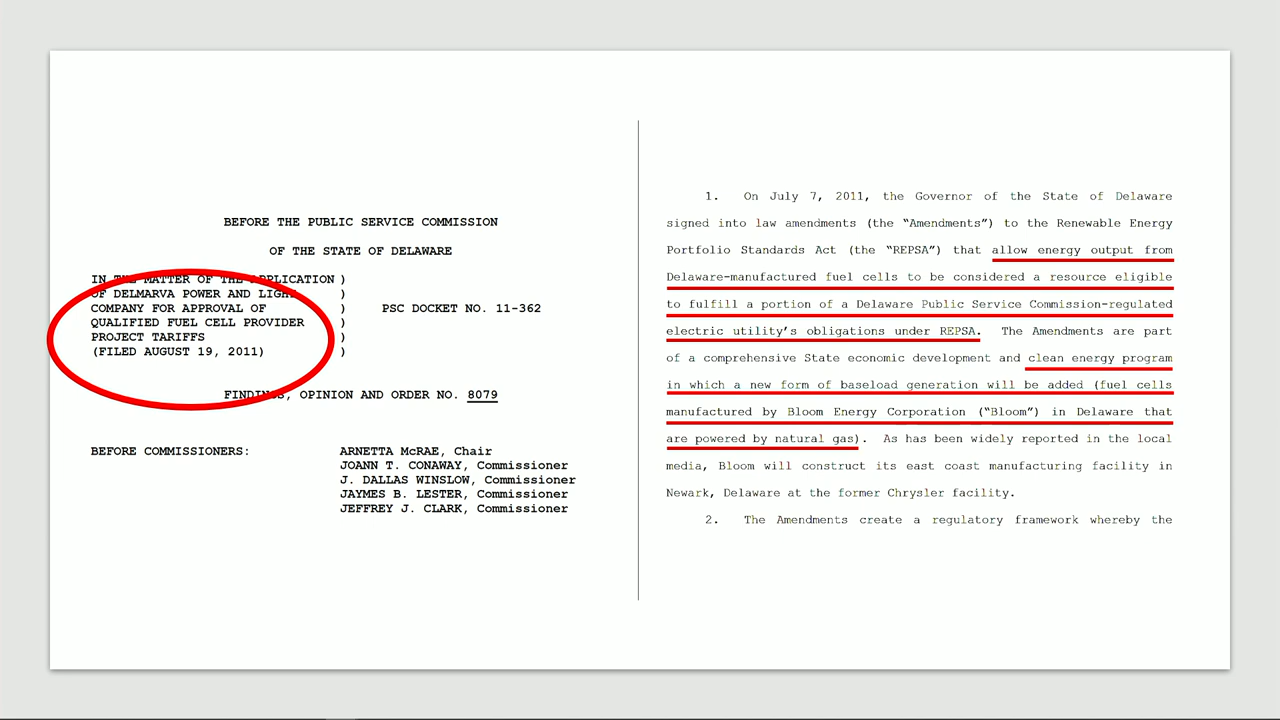 BEFORE THE PUBLIC SERVICE COMMISSION
OF THE STATE OF DELAWARE
IN THE MATTER OF THE APPLICATION )
OF DELMARVA POWER AND LIGHT )
COMPANY FOR APPROVAL OF ) PSC DOCKET NO. 11-362
QUALIFIED FUEL CELL PROVIDER )
PROJECT TARIFFS )
(FILED AUGUST 19, 2011) )
FINDINGS, OPINION AND ORDER NO. 8079
BEFORE COMMISSIONERS: ARNETTA McRAE, Chair
JOANN T. CONAWAY, Commissioner
J. DALLAS WINSLOW, Commissioner
JAYMES B. LESTER, Commissioner
JEFFREY J. CLARK, Commissioner
1. On July 7, 2011, the Governor of the State of Delaware
signed into law amendments (the “Amendments”) to the Renewable Energy
Portfolio Standards Act (the “REPSA”) that allow energy output from
Delaware-manufactured fuel cells to be considered a resource eligible
to fulfill a portion of a Delaware Public Service Commission-regulated
electric utility’s obligations under REPSA. The Amendments are part
of a comprehensive State economic development and clean energy program
in which a new form of baseload generation will be added (fuel cells
manufactured by Bloom Energy Corporation (“Bloom”) in Delaware that
are powered by natural gas). As has been widely reported in the local
media, Bloom will construct its east coast manufacturing facility in
Newark, Delaware at the former Chrysler facility.
2. The Amendments create a regulatory framework whereby the